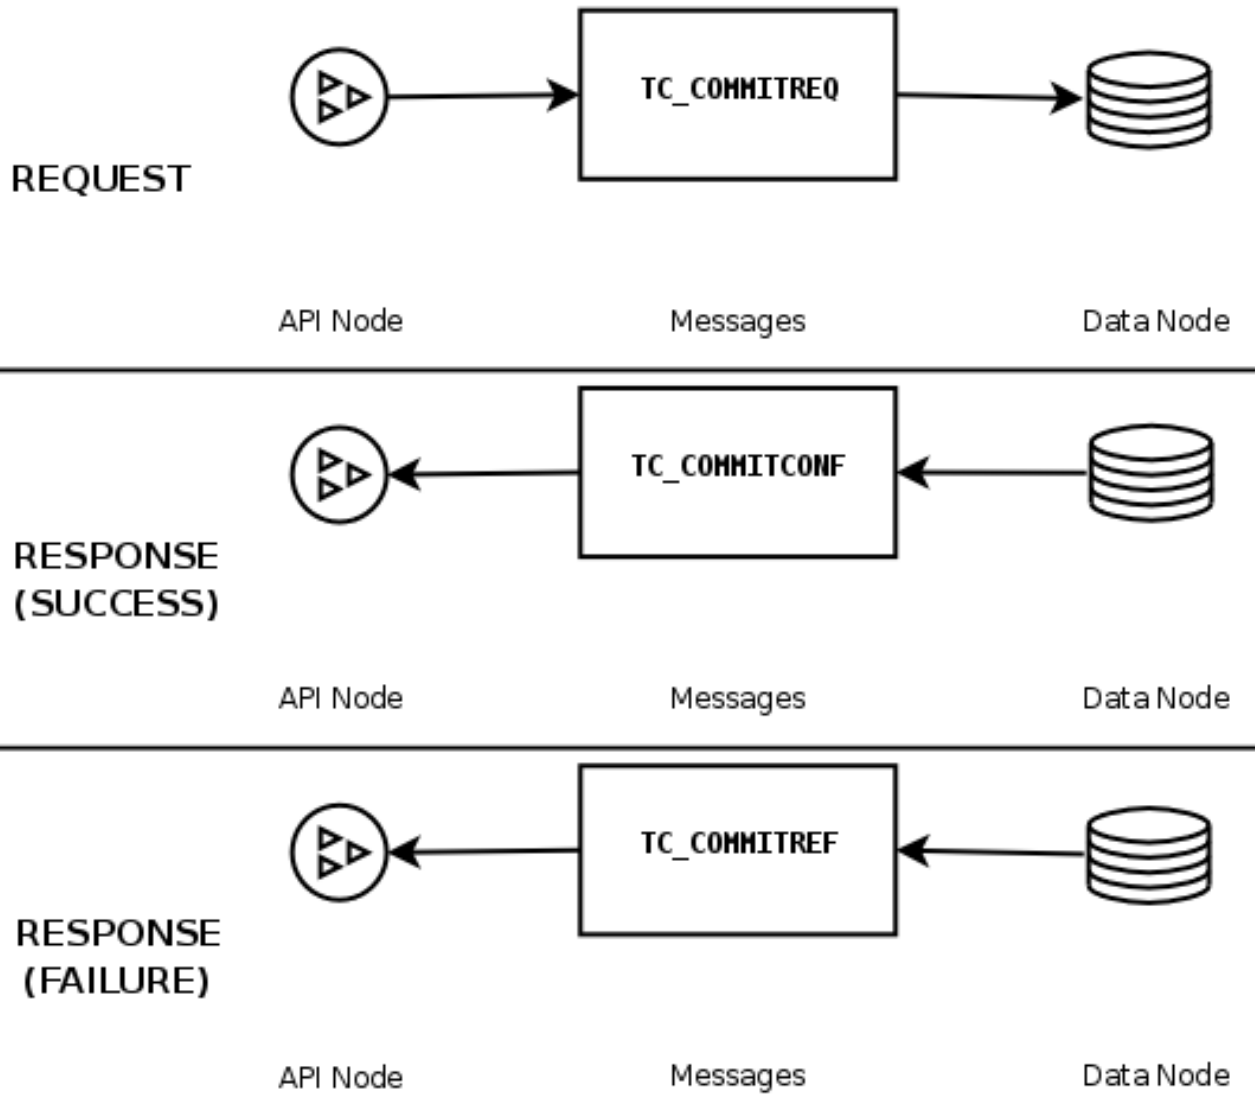 TC_COMMITREQ
REQUEST
API Node Messages Data Node
TC_COMMITCONF
RESPONSE
(SUCCESS)
API Node Messages Data Node
TC_COMMITREF
RESPONSE
(FAILURE)
API Node Messages Data Node